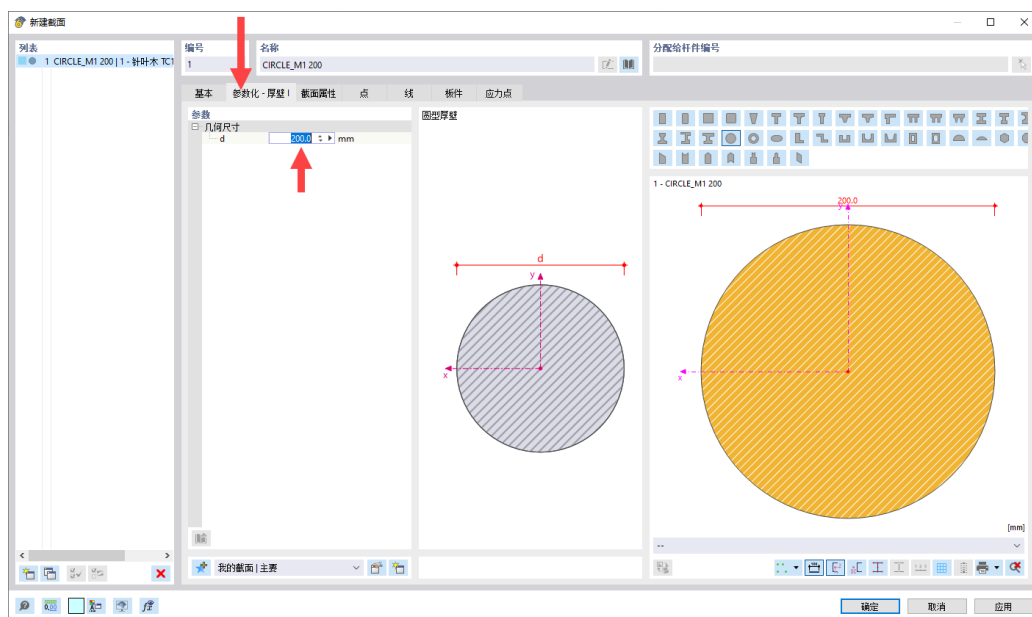 新建截面
列表
1 CIRCLE_M1 200 | 1 - 针叶木 TC1
编号
1
名称
CIRCLE_M1 200
分配给杆件编号
基本 参数化 - 厚壁 I 截面属性 点 线 板件 应力点
参数
几何尺寸
d 200.0 mm
圆型厚壁
d
y
x
1 - CIRCLE_M1 200
200.0
y
x
[mm]
--
我的截面 | 主要
确定 取消 应用